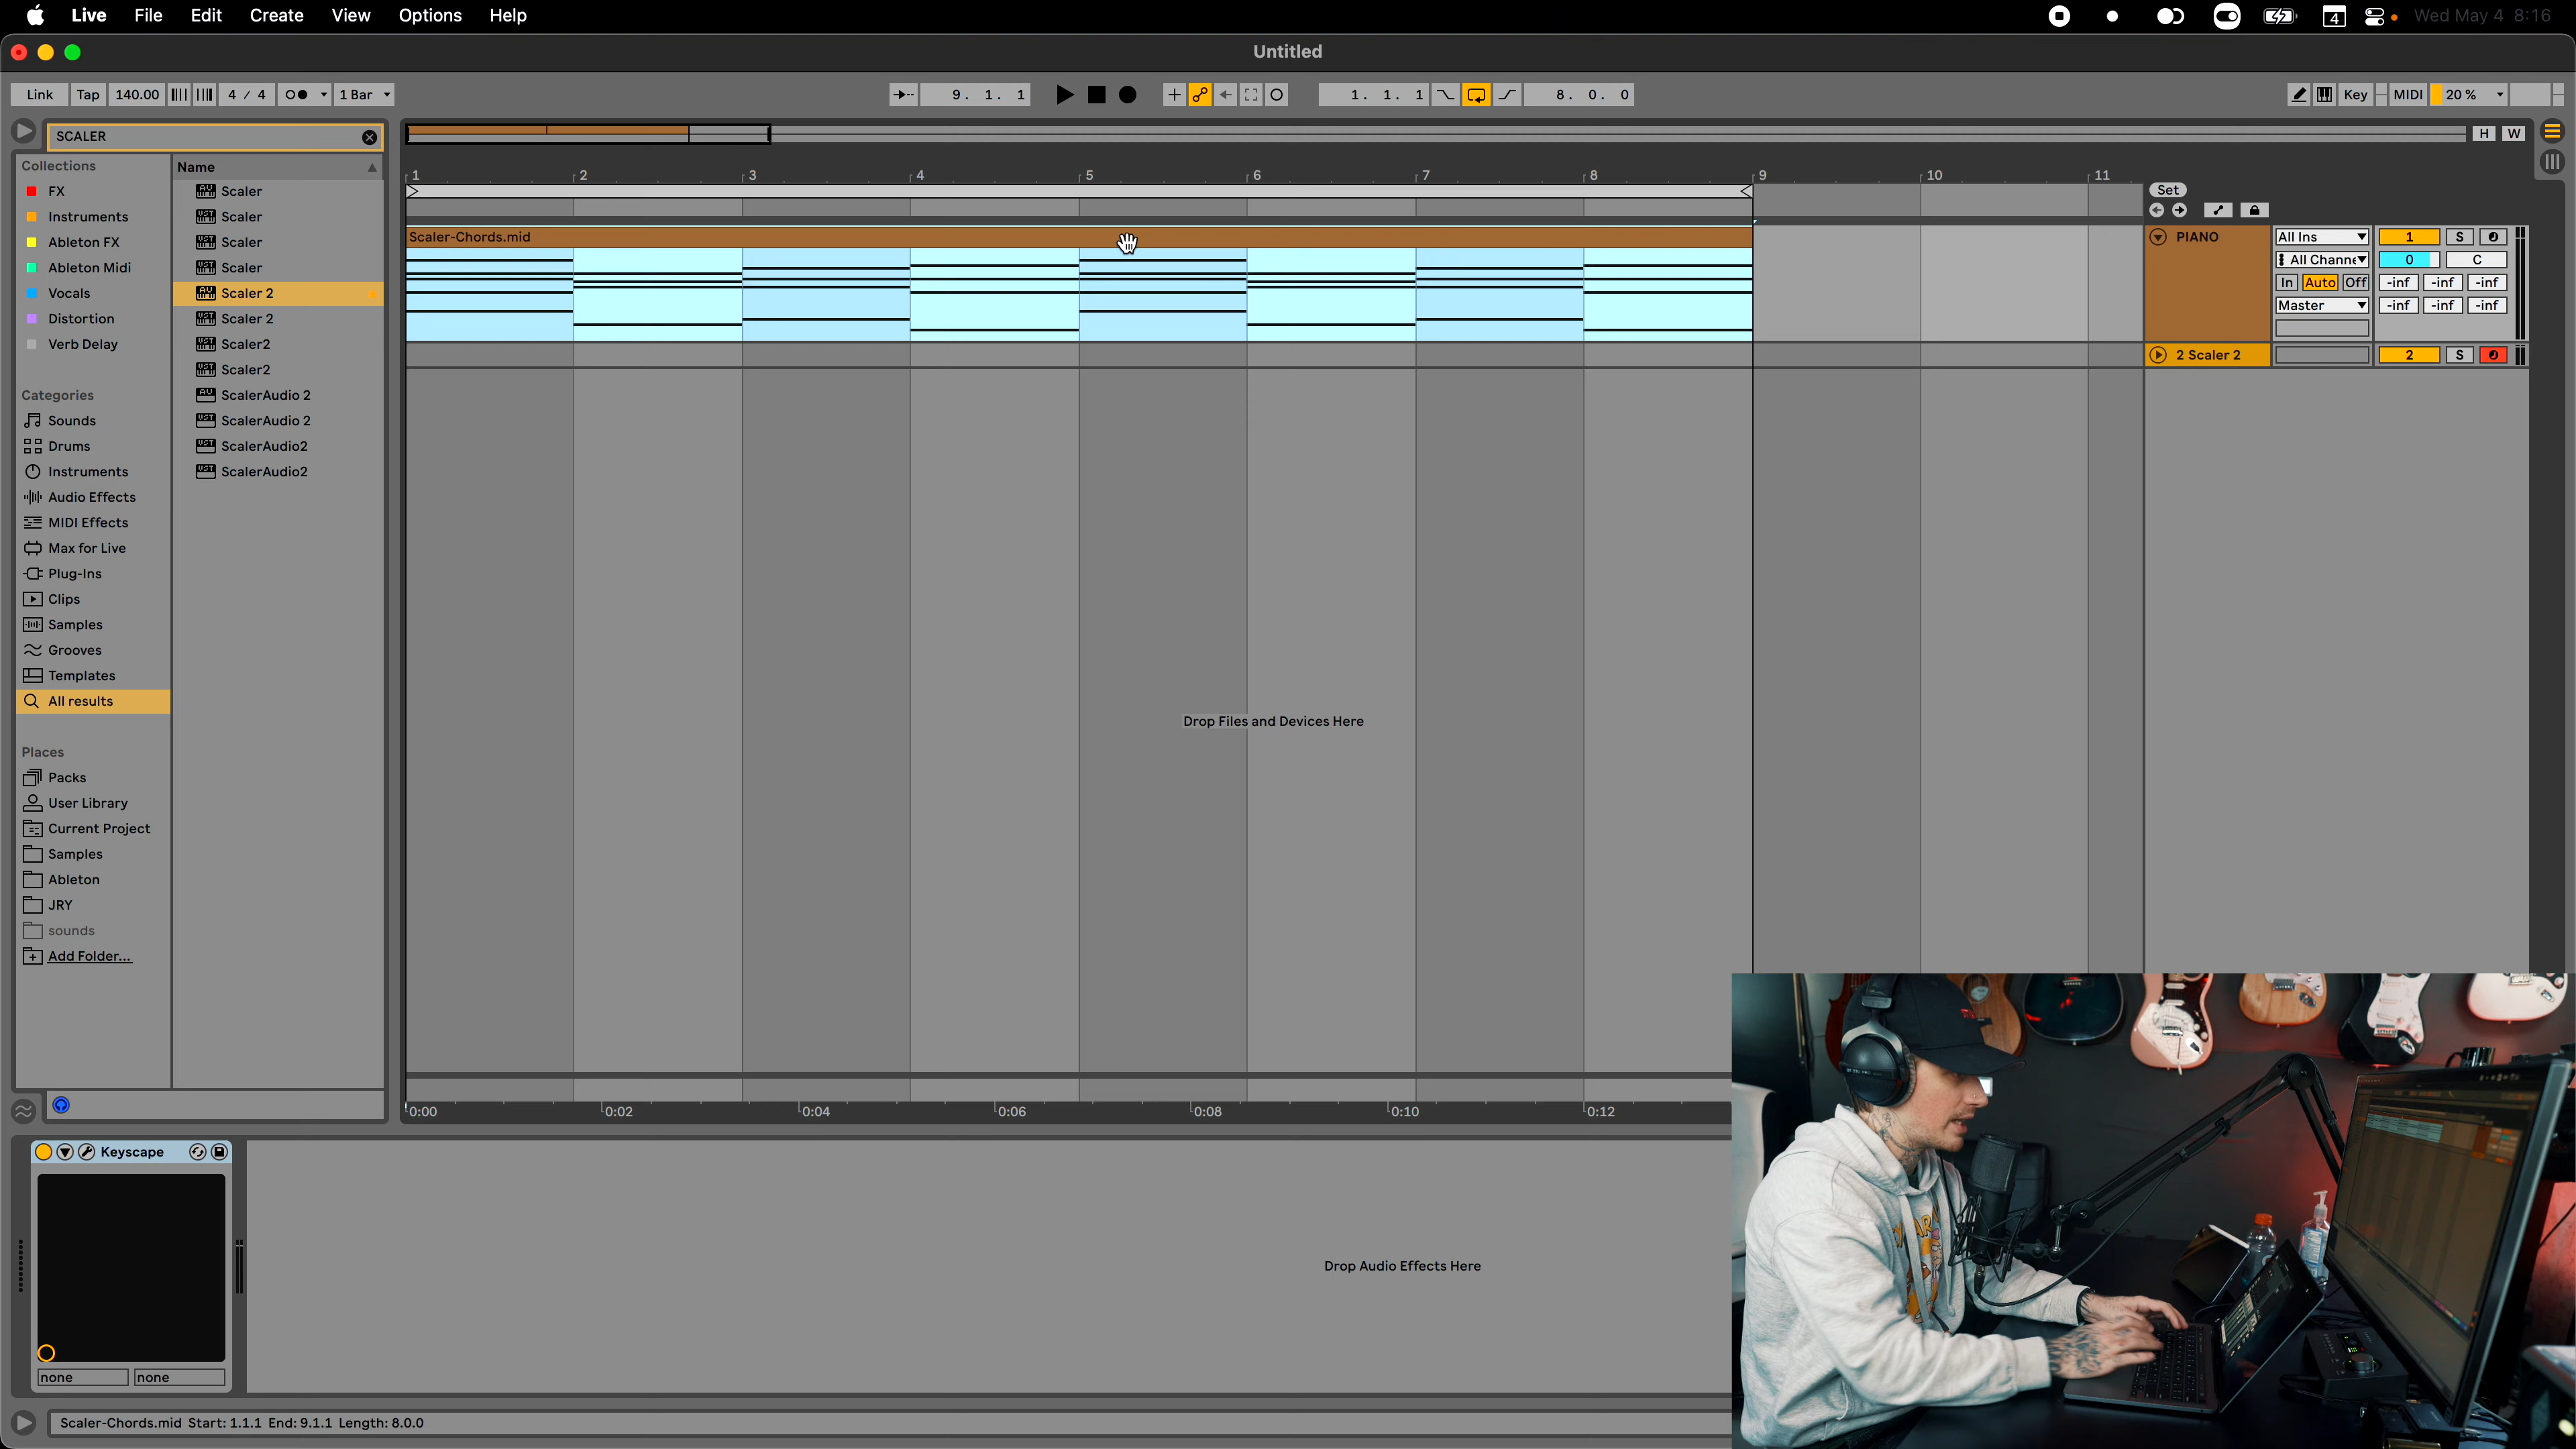 Live File Edit Create View Options Help 4 Wed May 4 8:16
Untitled
Link Tap 140.00 4 / 4 1 Bar 9. 1. 1 1. 1. 1 8. 0. 0 Key MIDI 20 %
SCALER
H W
Collections
FX
Instruments
Ableton FX
Ableton Midi
Vocals
Distortion
Verb Delay
Categories
Sounds
Drums
Instruments
Audio Effects
MIDI Effects
Max for Live
Plug-Ins
Clips
Samples
Grooves
Templates
All results
Places
Packs
User Library
Current Project
Samples
Ableton
JRY
sounds
Add Folder...
Name
Scaler
Scaler
Scaler
Scaler
Scaler 2
Scaler 2
Scaler2
Scaler2
ScalerAudio 2
ScalerAudio 2
ScalerAudio2
ScalerAudio2
1 2 3 4 5 6 7 8 9 10 11
Set
Scaler-Chords.mid
PIANO All Ins 1 S
All Channe 0 C
In Auto Off -inf -inf -inf
Master -inf -inf -inf
2 Scaler 2 2 S
Drop Files and Devices Here
0:00 0:02 0:04 0:06 0:08 0:10 0:12
Keyscape
none none
Drop Audio Effects Here
Scaler-Chords.mid Start: 1.1.1 End: 9.1.1 Length: 8.0.0